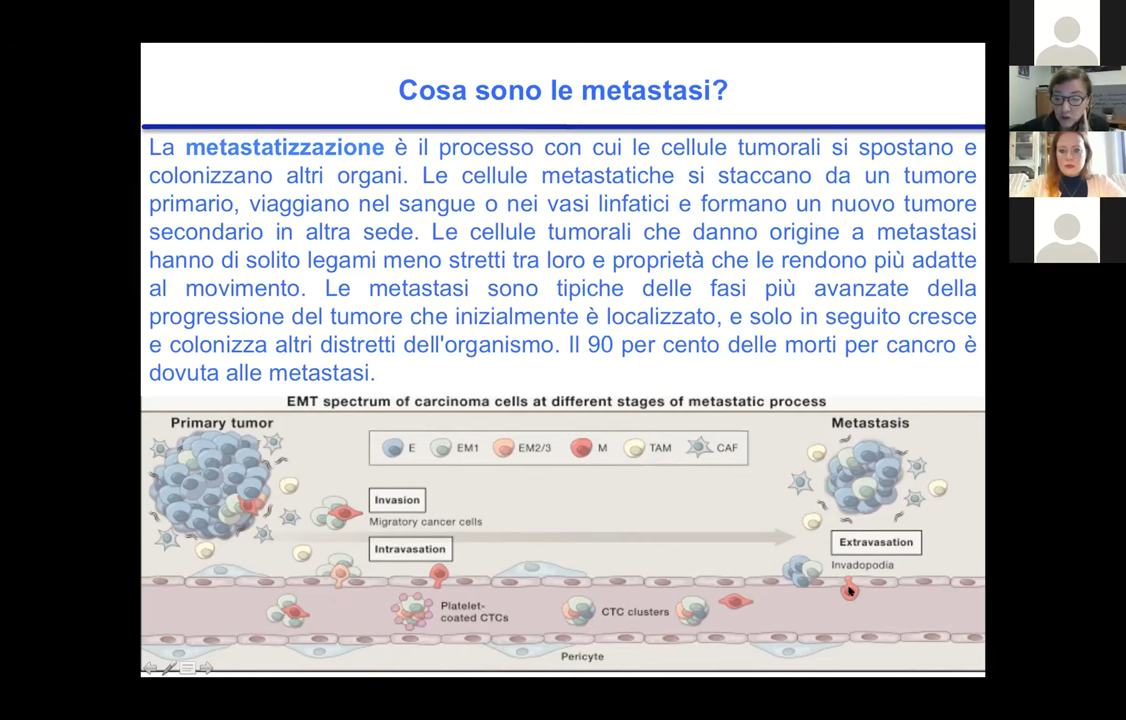 Cosa sono le metastasi?
La metastatizzazione è il processo con cui le cellule tumorali si spostano e
colonizzano altri organi. Le cellule metastatiche si staccano da un tumore
primario, viaggiano nel sangue o nei vasi linfatici e formano un nuovo tumore
secondario in altra sede. Le cellule tumorali che danno origine a metastasi
hanno di solito legami meno stretti tra loro e proprietà che le rendono più adatte
al movimento. Le metastasi sono tipiche delle fasi più avanzate della
progressione del tumore che inizialmente è localizzato, e solo in seguito cresce
e colonizza altri distretti dell'organismo. Il 90 per cento delle morti per cancro è
dovuta alle metastasi.
EMT spectrum of carcinoma cells at different stages of metastatic process
Primary tumor
Metastasis
E EM1 EM2/3 M TAM CAF
Invasion
Migratory cancer cells
Intravasation
Extravasation
Invadopodia
Platelet-
coated CTCs
CTC clusters
Pericyte